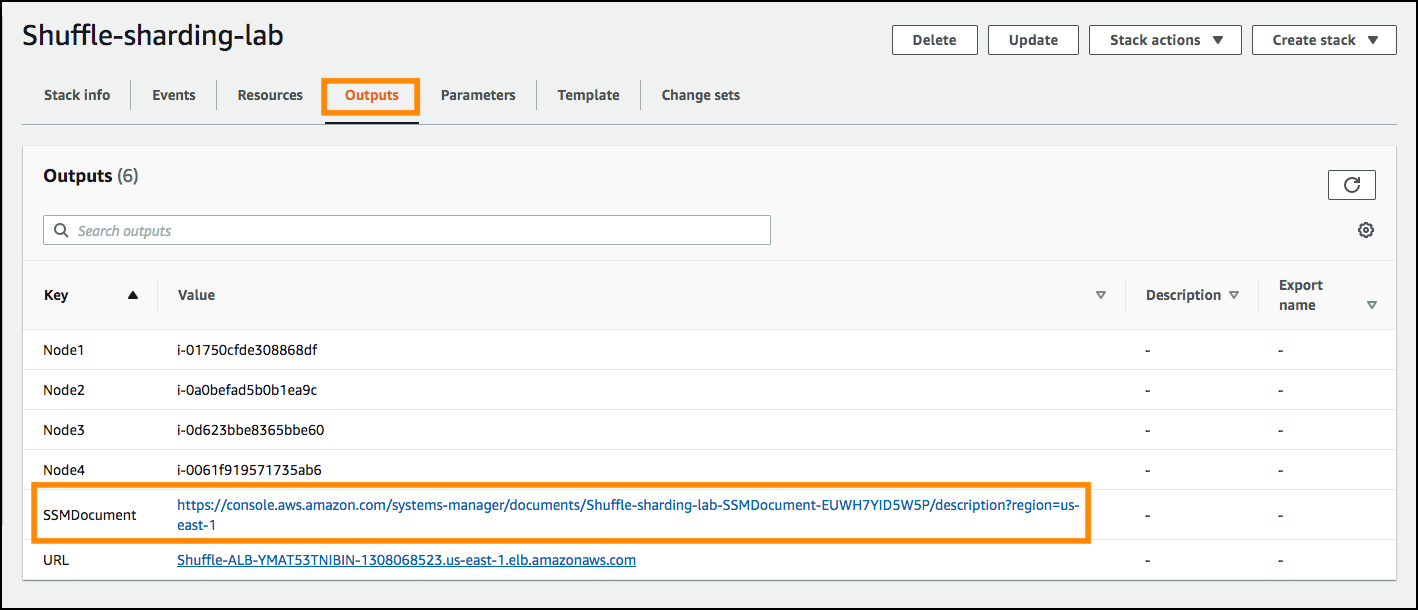 Shuffle-sharding-lab
Delete Update Stack actions Create stack
Stack info Events Resources Outputs Parameters Template Change sets
Outputs (6)
Search outputs
Key Value Description Export
name
Node1 i-01750cfde308868df - -
Node2 i-0a0befad5b0b1ea9c - -
Node3 i-0d623bbe8365bbe60 - -
Node4 i-0061f919571735ab6 - -
SSMDocument https://console.aws.amazon.com/systems-manager/documents/Shuffle-sharding-lab-SSMDocument-EUWH7YID5W5P/description?region=us-
east-1 - -
URL Shuffle-ALB-YMAT53TNIBIN-1308068523.us-east-1.elb.amazonaws.com - -